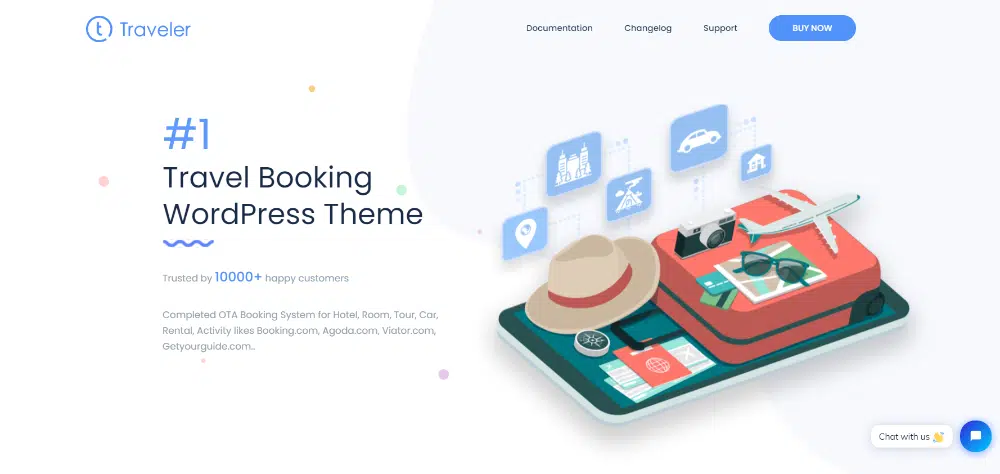 t Traveler
Documentation
Changelog
Support
BUY NOW
#1
Travel Booking
WordPress Theme
Trusted by 10000+ happy customers
Completed OTA Booking System for Hotel, Room, Tour, Car,
Rental, Activity likes Booking.com, Agoda.com, Viator.com,
Getyourguide.com..
Chat with us 👋